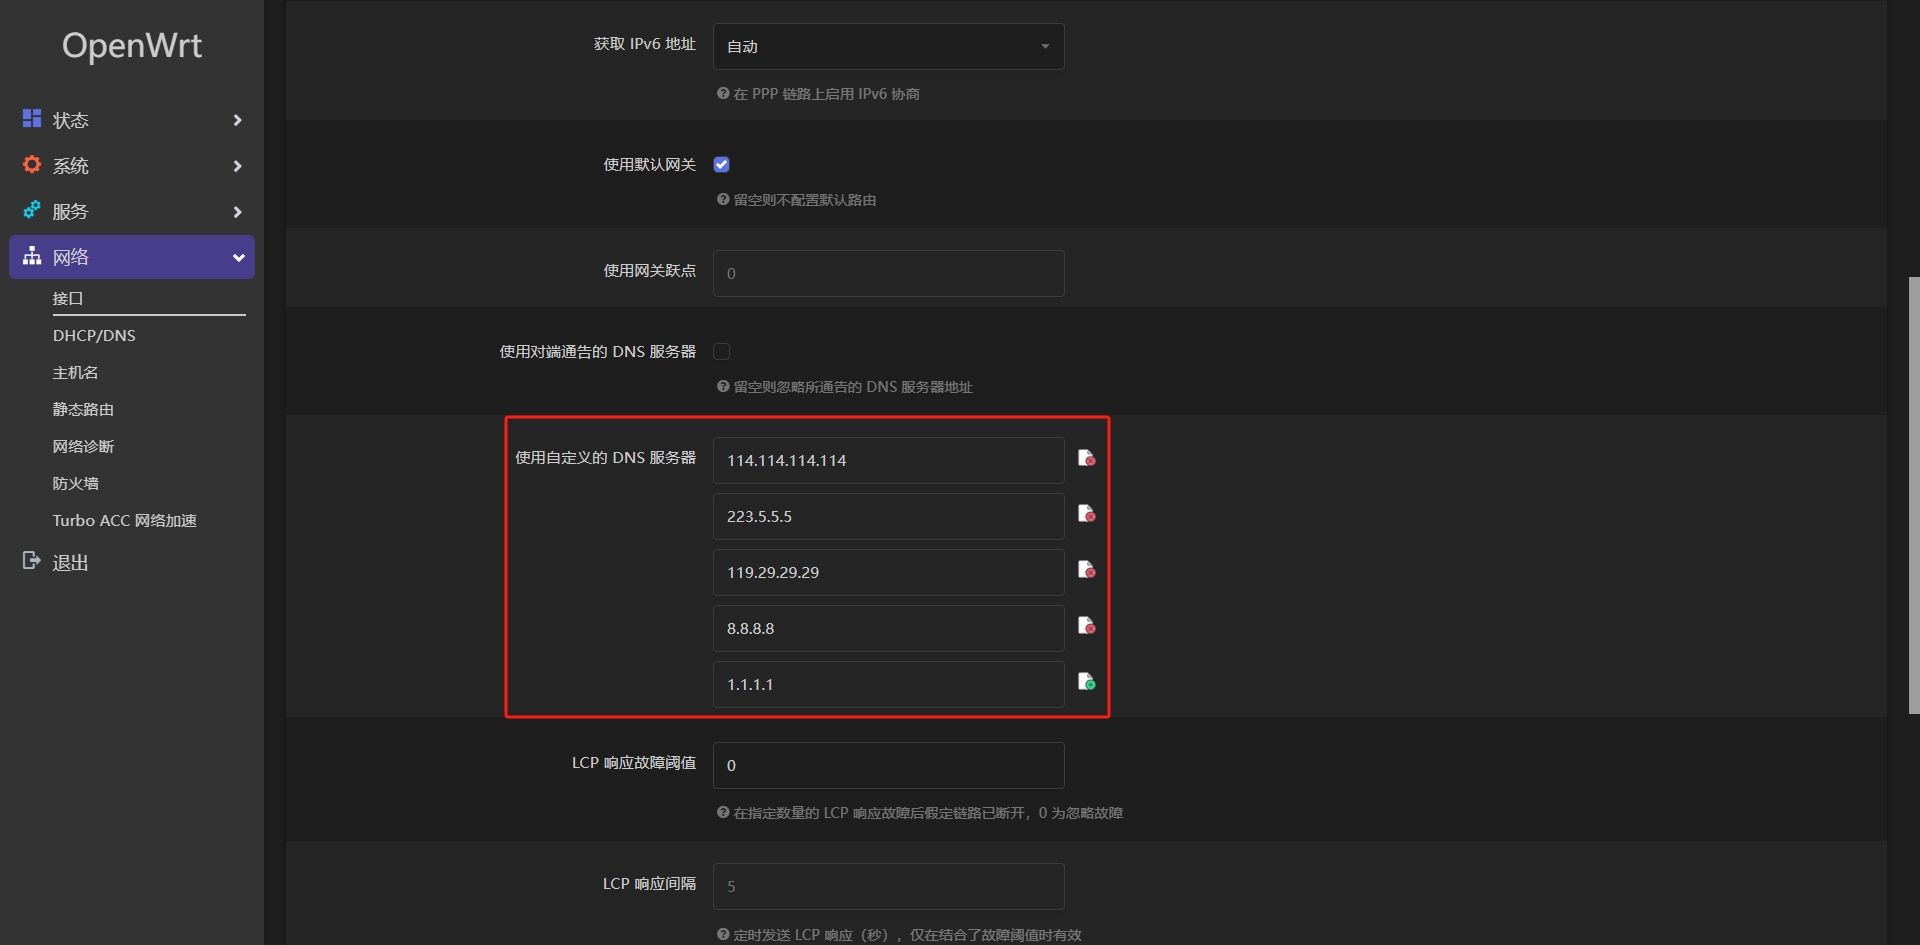 OpenWrt
状态
系统
服务
网络
接口
DHCP/DNS
主机名
静态路由
网络诊断
防火墙
Turbo ACC 网络加速
退出
获取 IPv6 地址
自动
在 PPP 链路上启用 IPv6 协商
使用默认网关
留空则不配置默认路由
使用网关跃点
0
使用对端通告的 DNS 服务器
留空则忽略所通告的 DNS 服务器地址
使用自定义的 DNS 服务器
114.114.114.114
223.5.5.5
119.29.29.29
8.8.8.8
1.1.1.1
LCP 响应故障阈值
0
在指定数量的 LCP 响应故障后假定链路已断开，0 为忽略故障
LCP 响应间隔
5
定时发送 LCP 响应（秒），仅在结合了故障阈值时有效